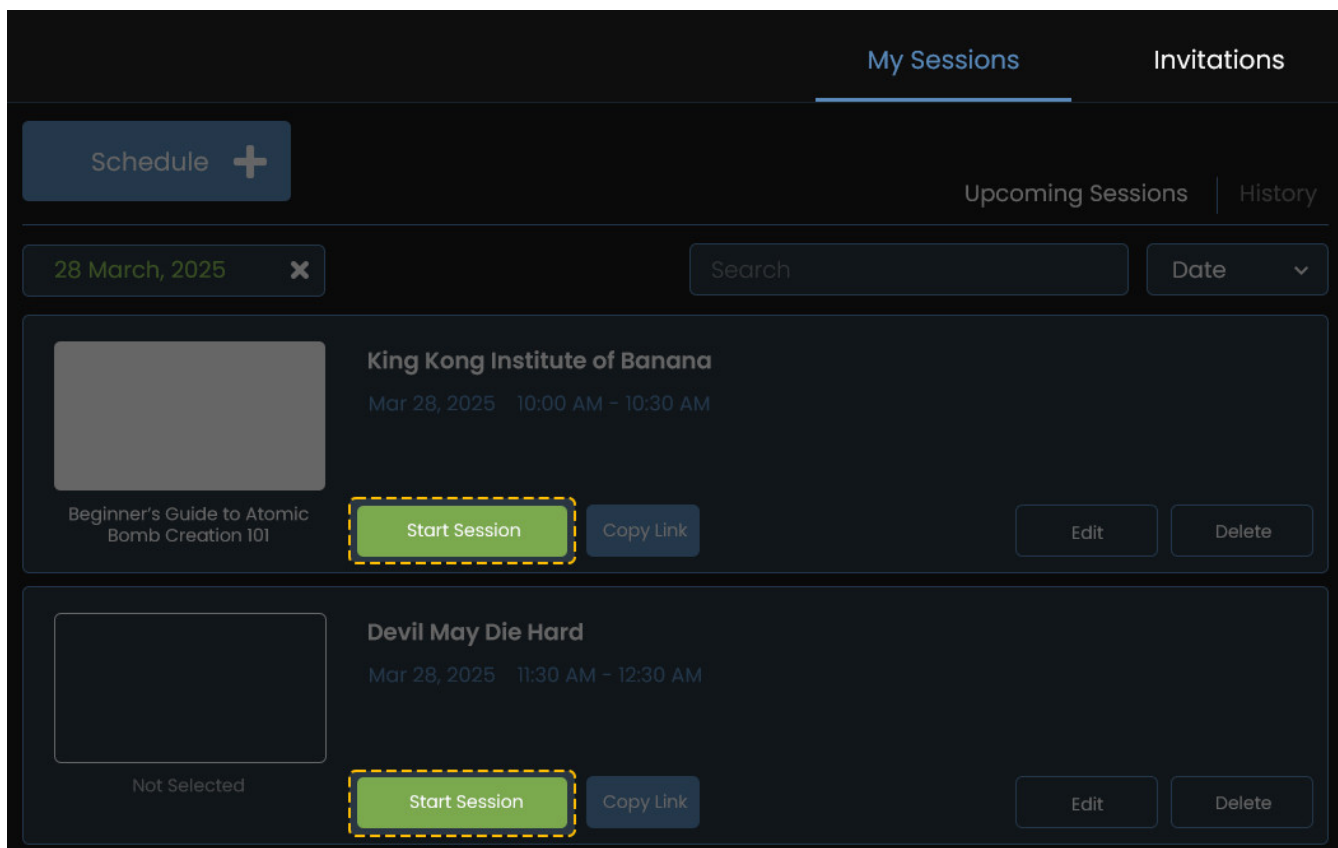 My Sessions Invitations
Schedule
Upcoming Sessions History
28 March, 2025 Search Date
King Kong Institute of Banana
Mar 28, 2025 10:00 AM - 10:30 AM
Beginner's Guide to Atomic
Bomb Creation 101
Start Session Copy Link Edit Delete
Devil May Die Hard
Mar 28, 2025 11:30 AM - 12:30 AM
Not Selected
Start Session Copy Link Edit Delete